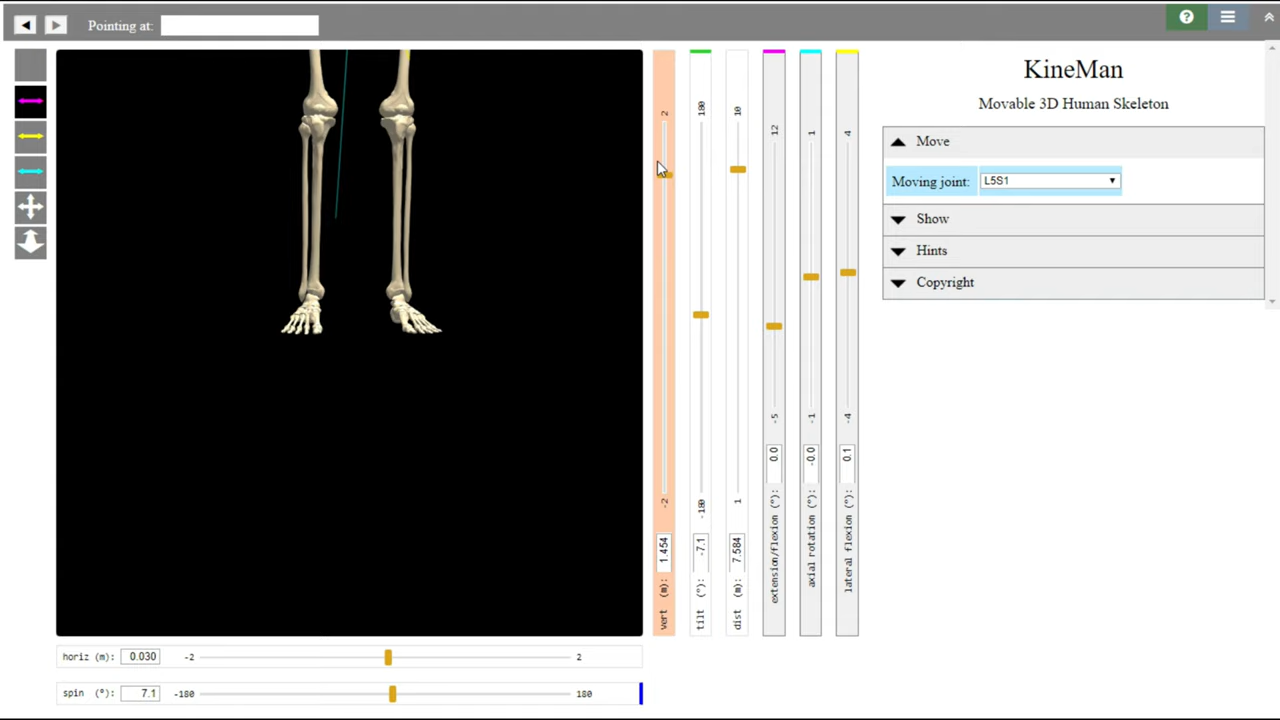 Pointing at:
KineMan
Movable 3D Human Skeleton
Move
Moving joint: L5S1
Show
Hints
Copyright
2
-2
1.454
vert (m):
180
-180
-7.1
tilt (°):
10
1
7.584
dist (m):
12
-5
0.0
extension/flexion (°):
1
-1
-0.0
axial rotation (°):
4
-4
0.1
lateral flexion (°):
horiz (m): 0.030 -2 2
spin (°): 7.1 -180 180